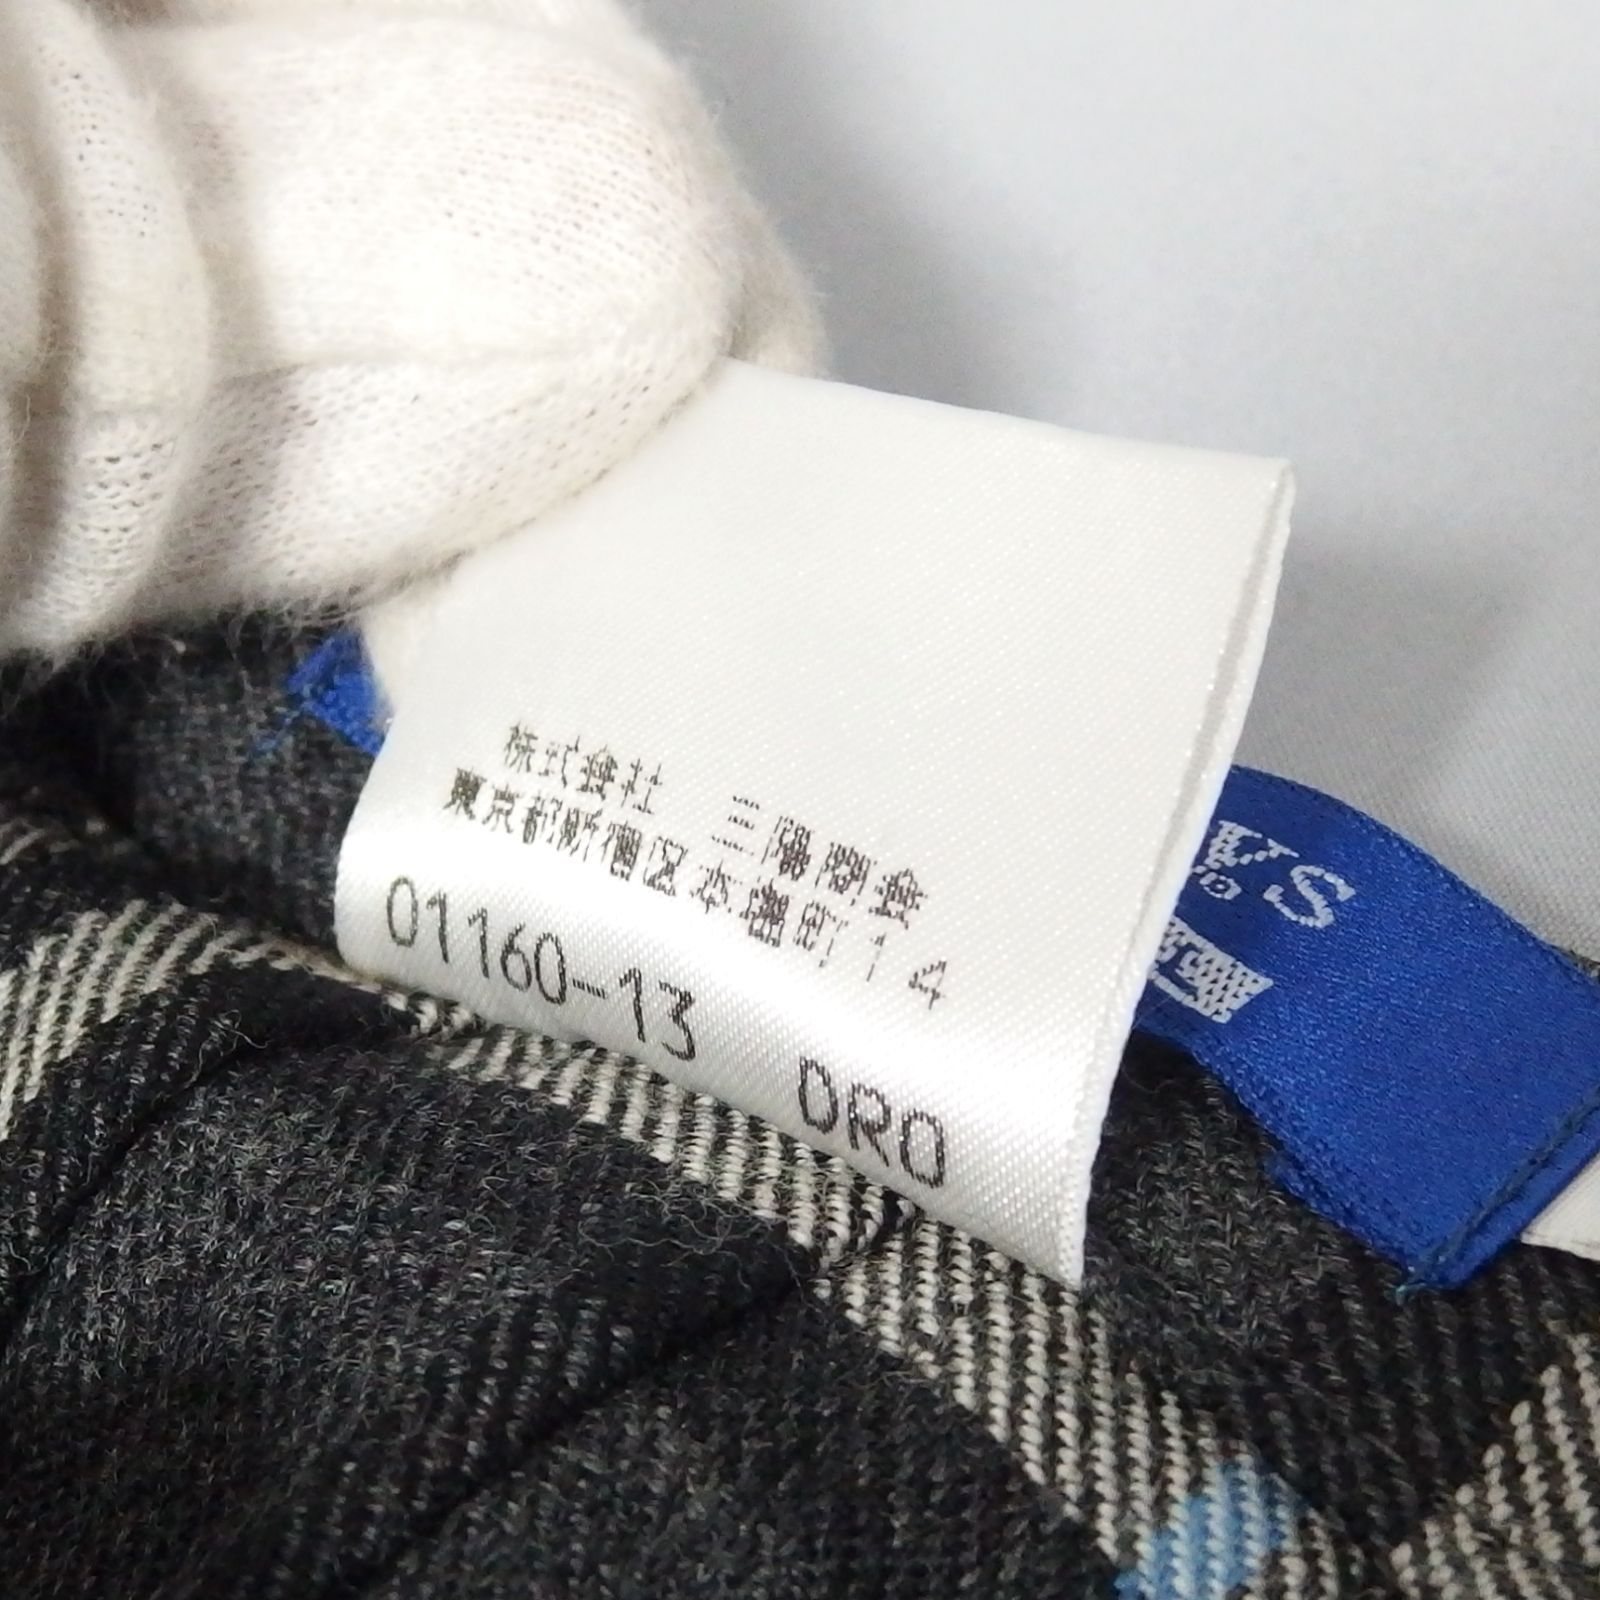 株式会社 三陽商会
東京都新宿区本塩町14
01160-13 DRO